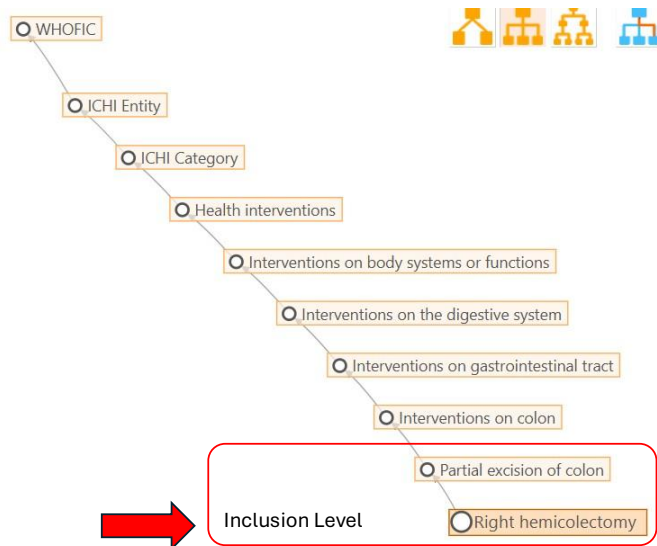 WHOFIC
ICHI Entity
ICHI Category
Health interventions
Interventions on body systems or functions
Interventions on the digestive system
Interventions on gastrointestinal tract
Interventions on colon
Partial excision of colon
Inclusion Level
Right hemicolectomy